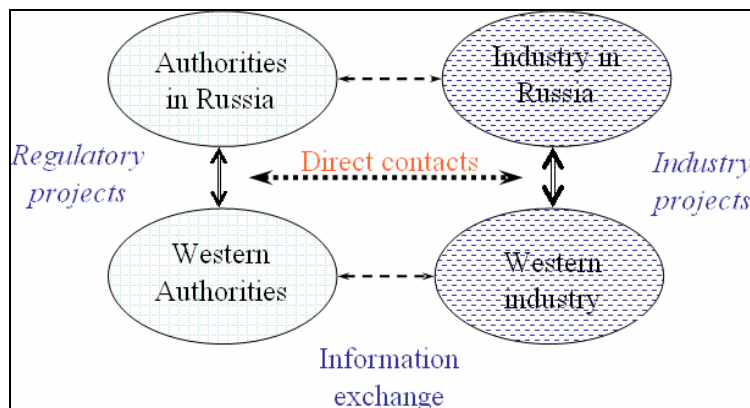 Authorities
in Russia
Industry in
Russia
Regulatory
projects
Direct contacts
Industry
projects
Western
Authorities
Western
industry
Information
exchange